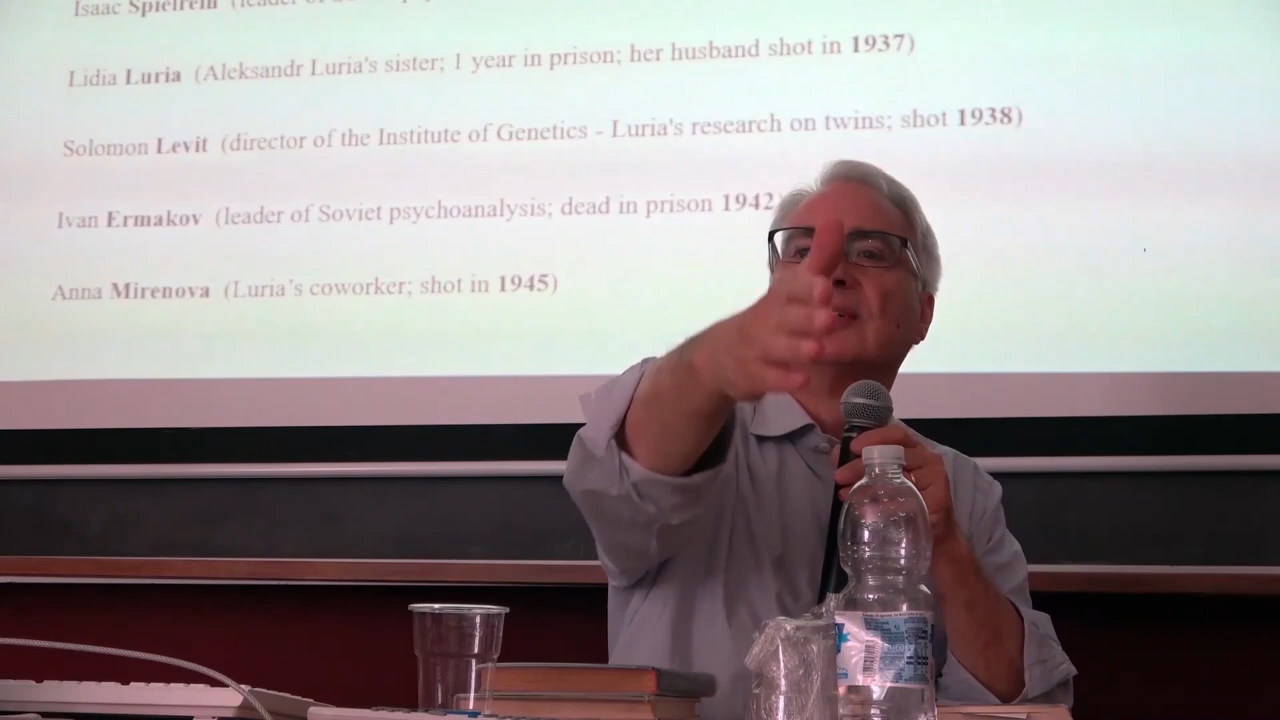 Isaac Spielrein (leader of
Lidia Luria (Aleksandr Luria's sister; 1 year in prison; her husband shot in 1937)
Solomon Levit (director of the Institute of Genetics - Luria's research on twins; shot 1938)
Ivan Ermakov (leader of Soviet psychoanalysis; dead in prison 1942
Anna Mirenova (Luria's coworker; shot in 1945)